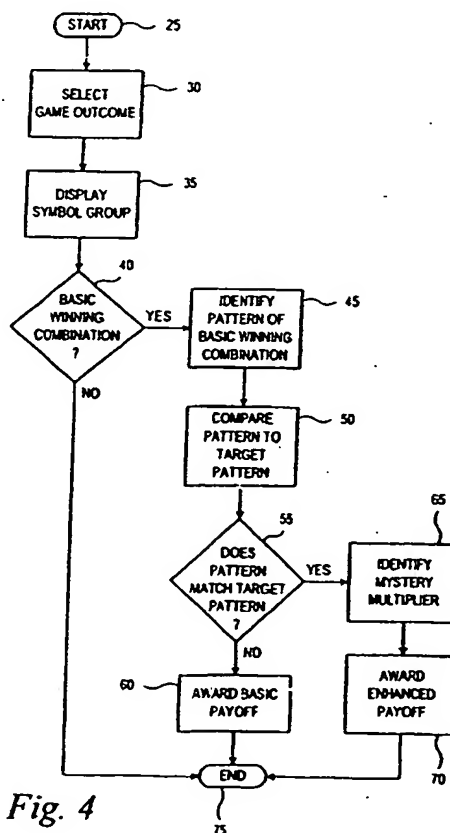 START
25
SELECT
GAME OUTCOME
30
DISPLAY
SYMBOL GROUP
35
BASIC
WINNING
COMBINATION
?
40
YES
NO
IDENTIFY
PATTERN OF
BASIC WINNING
COMBINATION
45
COMPARE
PATTERN TO
TARGET
PATTERN
50
DOES
PATTERN
MATCH TARGET
PATTERN
?
55
YES
NO
IDENTIFY
MYSTERY
MULTIPLIER
65
AWARD BASIC
PAYOFF
60
AWARD
ENHANCED
PAYOFF
70
END
75
Fig. 4